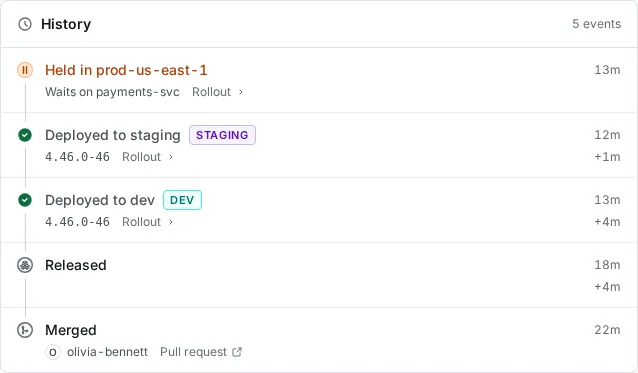 History 5 events
Held in prod-us-east-1 13m
Waits on payments-svc Rollout
Deployed to staging STAGING 12m
4.46.0-46 Rollout +1m
Deployed to dev DEV 13m
4.46.0-46 Rollout +4m
Released 18m
+4m
Merged 22m
O olivia-bennett Pull request